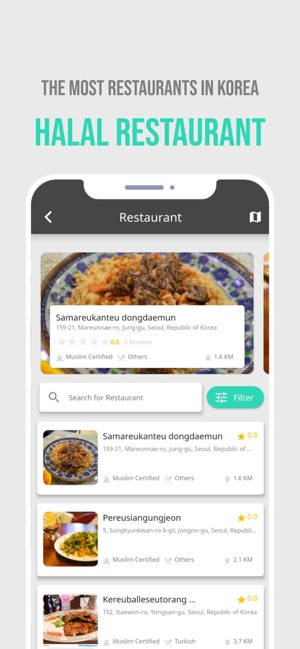 THE MOST RESTAURANTS IN KOREA
HALAL RESTAURANT
Restaurant
Samareukanteu dongdaemun
159-21, Mareunnae-ro, Jung-gu, Seoul, Republic of Korea
0.0 0 Reviews
Muslim Certified Others 1.6 KM
Search for Restaurant
Filter
Samareukanteu dongdaemun 0.0
159-21, Mareunnae-ro, Jung-gu, Seoul, Republic of ...
Muslim Certified Others 1.6 KM
Pereusiangungjeon 0.0
9, Sungkyunkwan-ro 6-gil, Jongno-gu, Seoul, Republi...
Muslim Certified Others 2.1 KM
Kereuballeseutorang ... 0.0
192, Itaewon-ro, Yongsan-gu, Seoul, Republic of Korea
Muslim Certified Turkish 3.7 KM